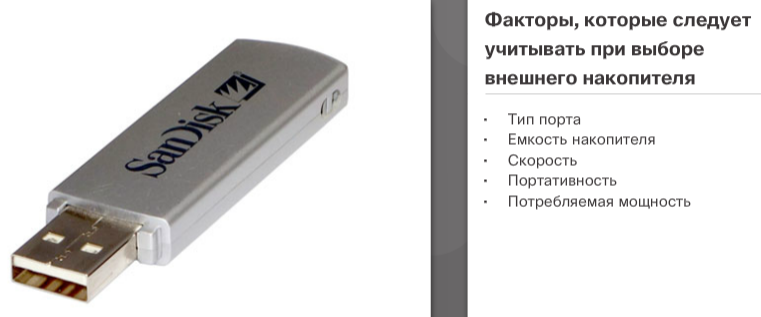 SanDisk
Факторы, которые следует
учитывать при выборе
внешнего накопителя
Тип порта
Емкость накопителя
Скорость
Портативность
Потребляемая мощность